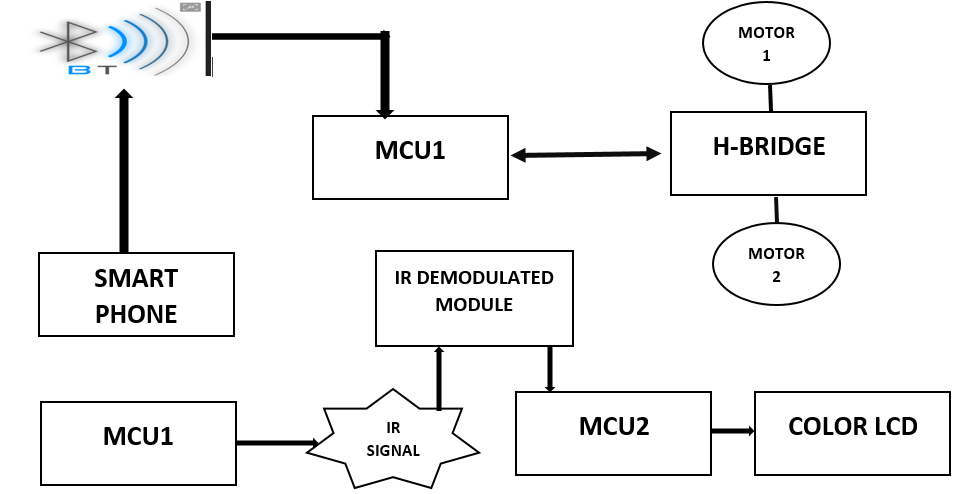 BT
MOTOR
1
MCU1
H-BRIDGE
MOTOR
2
SMART
PHONE
IR DEMODULATED
MODULE
MCU1
IR
SIGNAL
MCU2
COLOR LCD